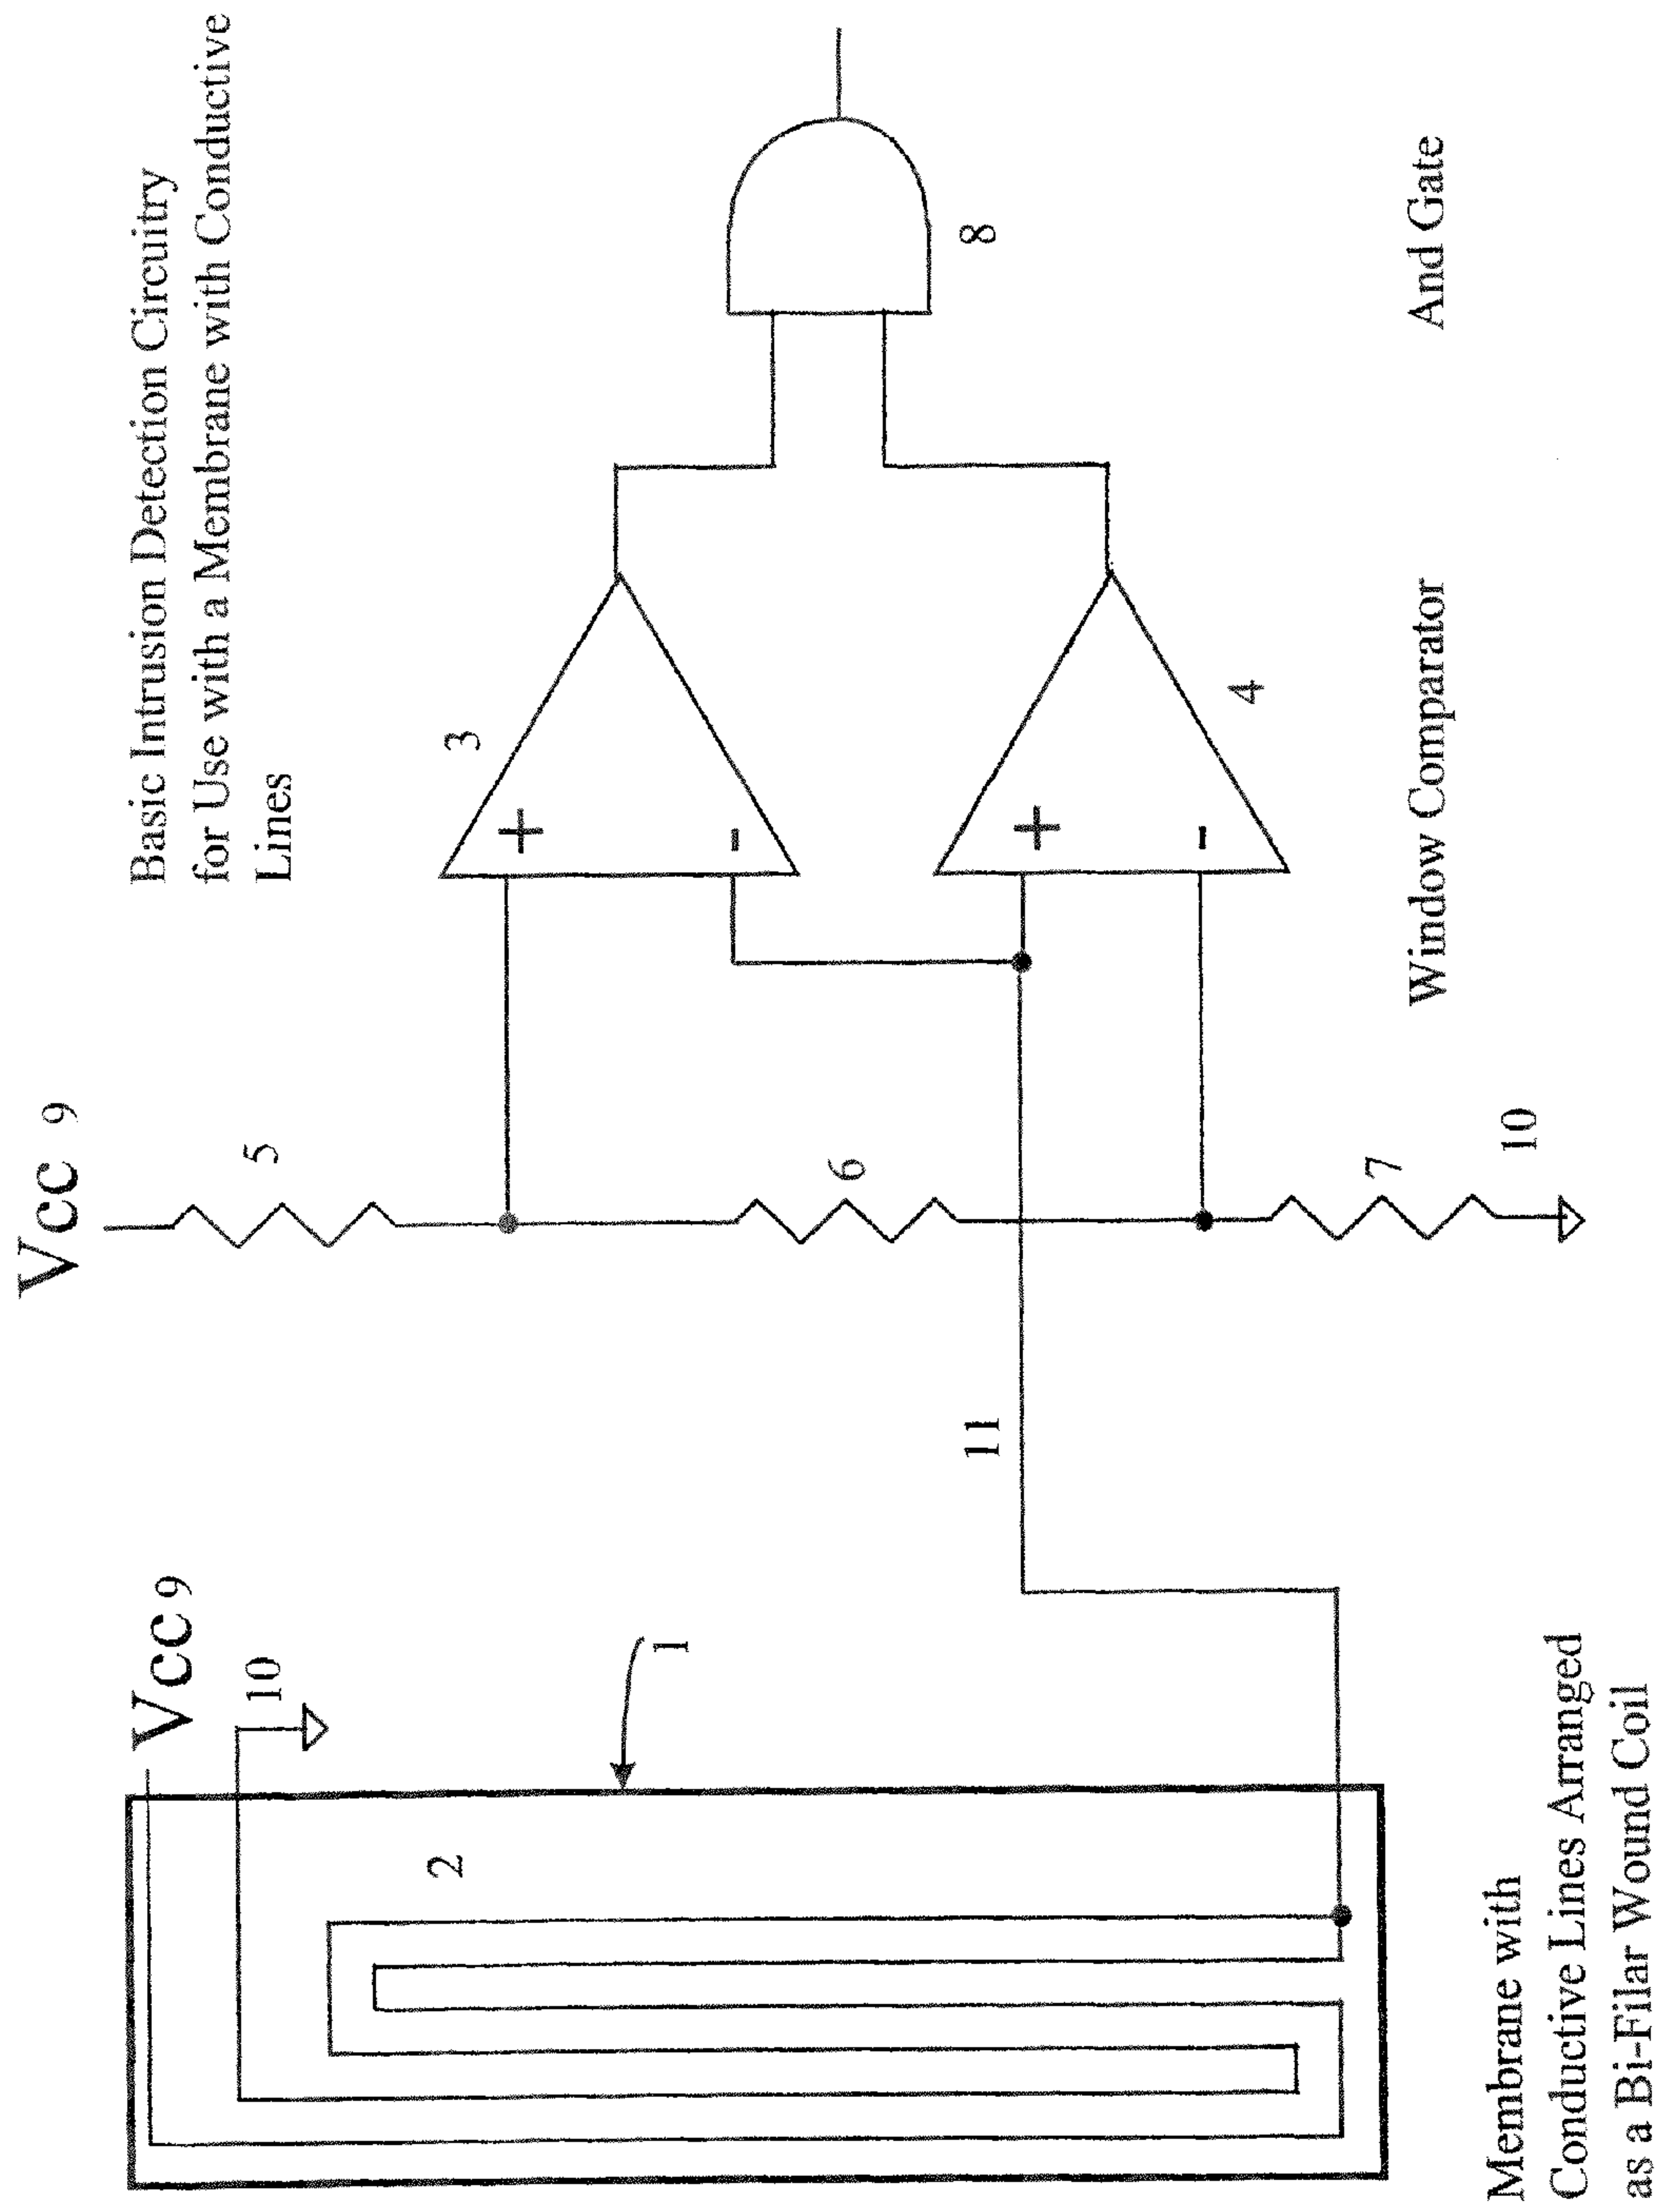 Basic Intrusion Detection Circuitry
for Use with a Membrane with Conductive
Lines
Vcc 9
5
6
7
10
3
+
-
4
+
-
8
11
Vcc 9
10
1
2
Membrane with
Conductive Lines Arranged
as a Bi-Filar Wound Coil
Window Comparator
And Gate